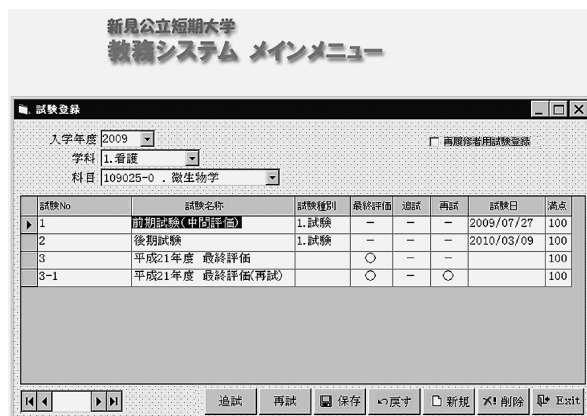 新見公立短期大学
教務システム メインメニュー
試験登録
入学年度 2009
再履修者用試験登録
学科 1.看護
科目 109025-0 . 微生物学
試験No 試験名称 試験種別 最終評価 追試 再試 試験日 満点
1 前期試験(中間評価) 1.試験 － － － 2009/07/27 100
2 後期試験 1.試験 － － － 2010/03/09 100
3 平成21年度 最終評価 ○ － － 100
3-1 平成21年度 最終評価(再試) ○ － ○ 100
追試 再試 保存 戻す 新規 削除 Exit